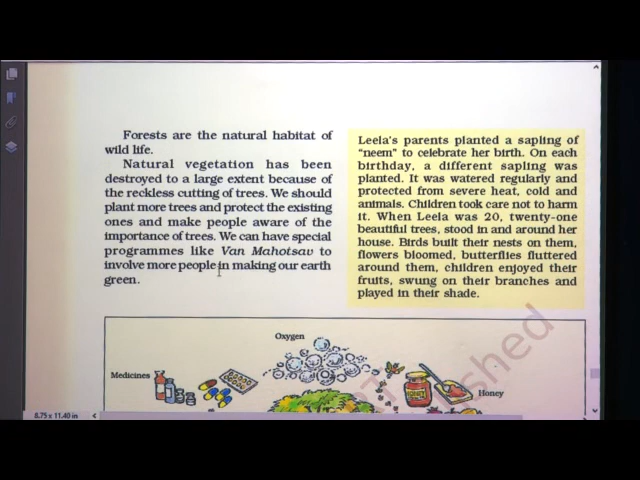 Forests are the natural habitat of
wild life.
Natural vegetation has been
destroyed to a large extent because of
the reckless cutting of trees. We should
plant more trees and protect the existing
ones and make people aware of the
importance of trees. We can have special
programmes like Van Mahotsav to
involve more people in making our earth
green.
Leela's parents planted a sapling of
"neem" to celebrate her birth. On each
birthday, a different sapling was
planted. It was watered regularly and
protected from severe heat, cold and
animals. Children took care not to harm
it. When Leela was 20, twenty-one
beautiful trees, stood in and around her
house. Birds built their nests on them,
flowers bloomed, butterflies fluttered
around them, children enjoyed their
fruits, swung on their branches and
played in their shade.
Oxygen
Medicines
Honey
8.75 x 11.40 in